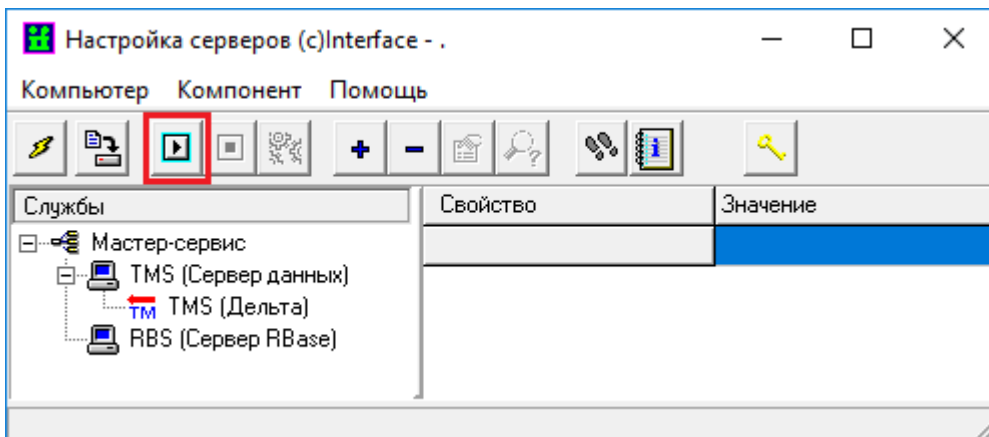 Настройка серверов (c)Interface - .
Компьютер Компонент Помощь
Службы
Свойство Значение
Мастер-сервис
TMS (Сервер данных)
TM TMS (Дельта)
RBS (Сервер RBase)